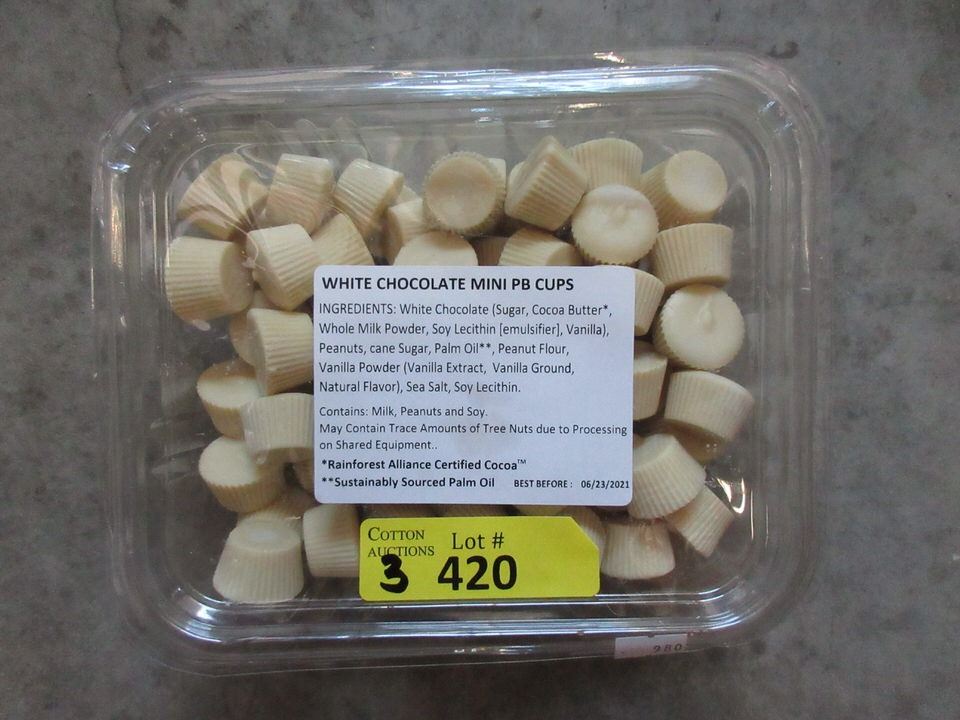 WHITE CHOCOLATE MINI PB CUPS
INGREDIENTS: White Chocolate (Sugar, Cocoa Butter*,
Whole Milk Powder, Soy Lecithin [emulsifier], Vanilla),
Peanuts, cane Sugar, Palm Oil**, Peanut Flour,
Vanilla Powder (Vanilla Extract, Vanilla Ground,
Natural Flavor), Sea Salt, Soy Lecithin.
Contains: Milk, Peanuts and Soy.
May Contain Trace Amounts of Tree Nuts due to Processing
on Shared Equipment..
*Rainforest Alliance Certified Cocoa™
**Sustainably Sourced Palm Oil BEST BEFORE : 06/23/2021
COTTON
AUCTIONS Lot #
3 420
980